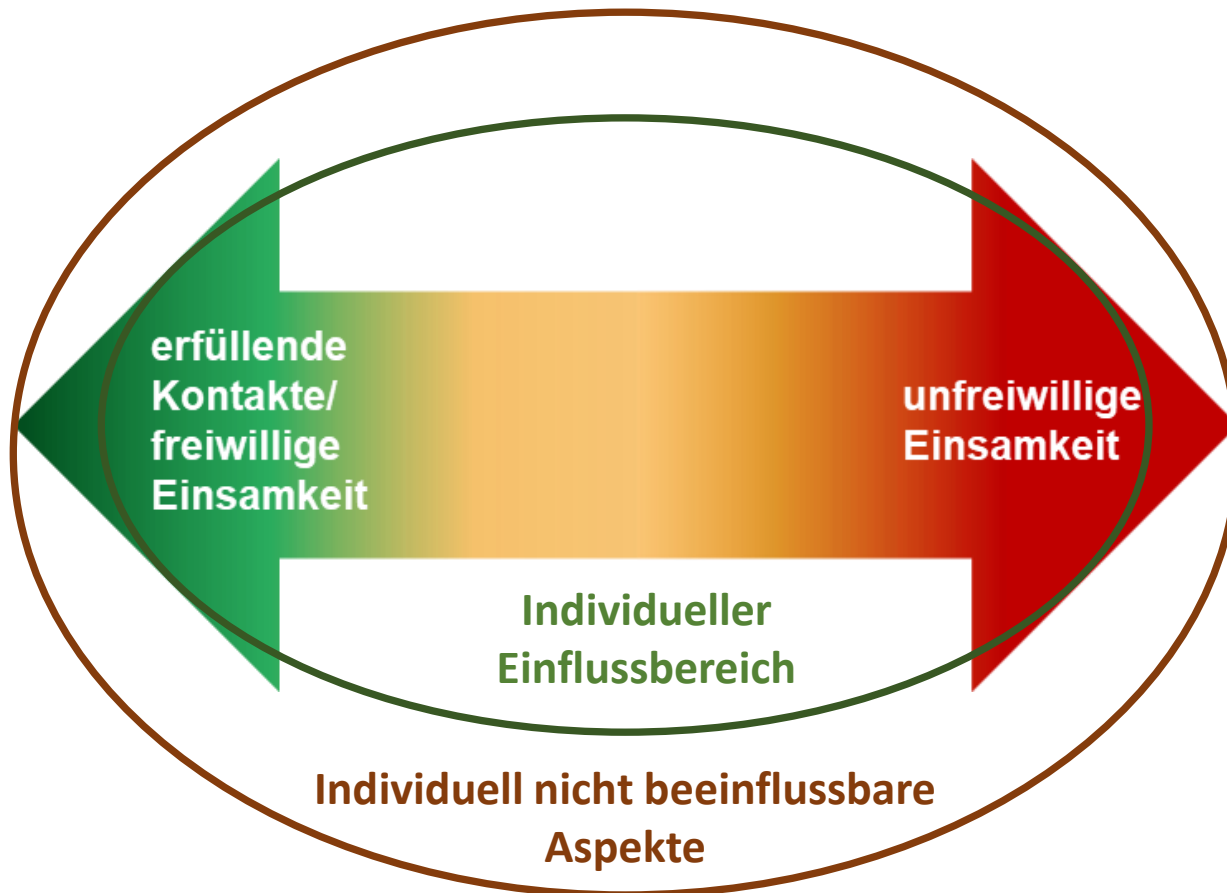 erfüllende
Kontakte/
freiwillige
Einsamkeit
unfreiwillige
Einsamkeit
Individueller
Einflussbereich
Individuell nicht beeinflussbare
Aspekte